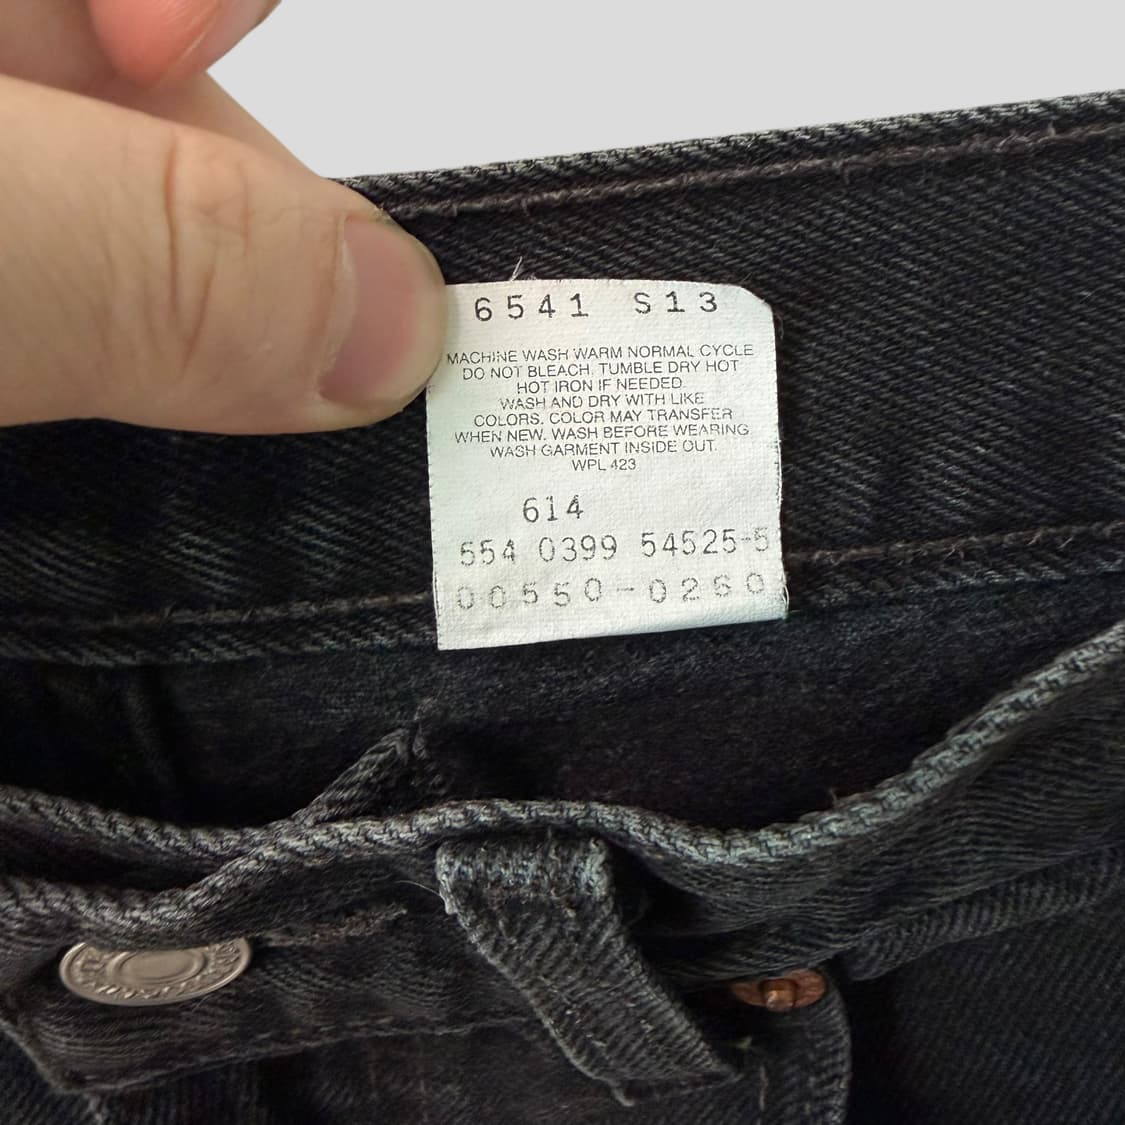 6541 S13
MACHINE WASH WARM NORMAL CYCLE
DO NOT BLEACH. TUMBLE DRY HOT
HOT IRON IF NEEDED.
WASH AND DRY WITH LIKE
COLORS. COLOR MAY TRANSFER
WHEN NEW. WASH BEFORE WEARING
WASH GARMENT INSIDE OUT.
WPL 423
614
554 0399 54525-5
00550-0260